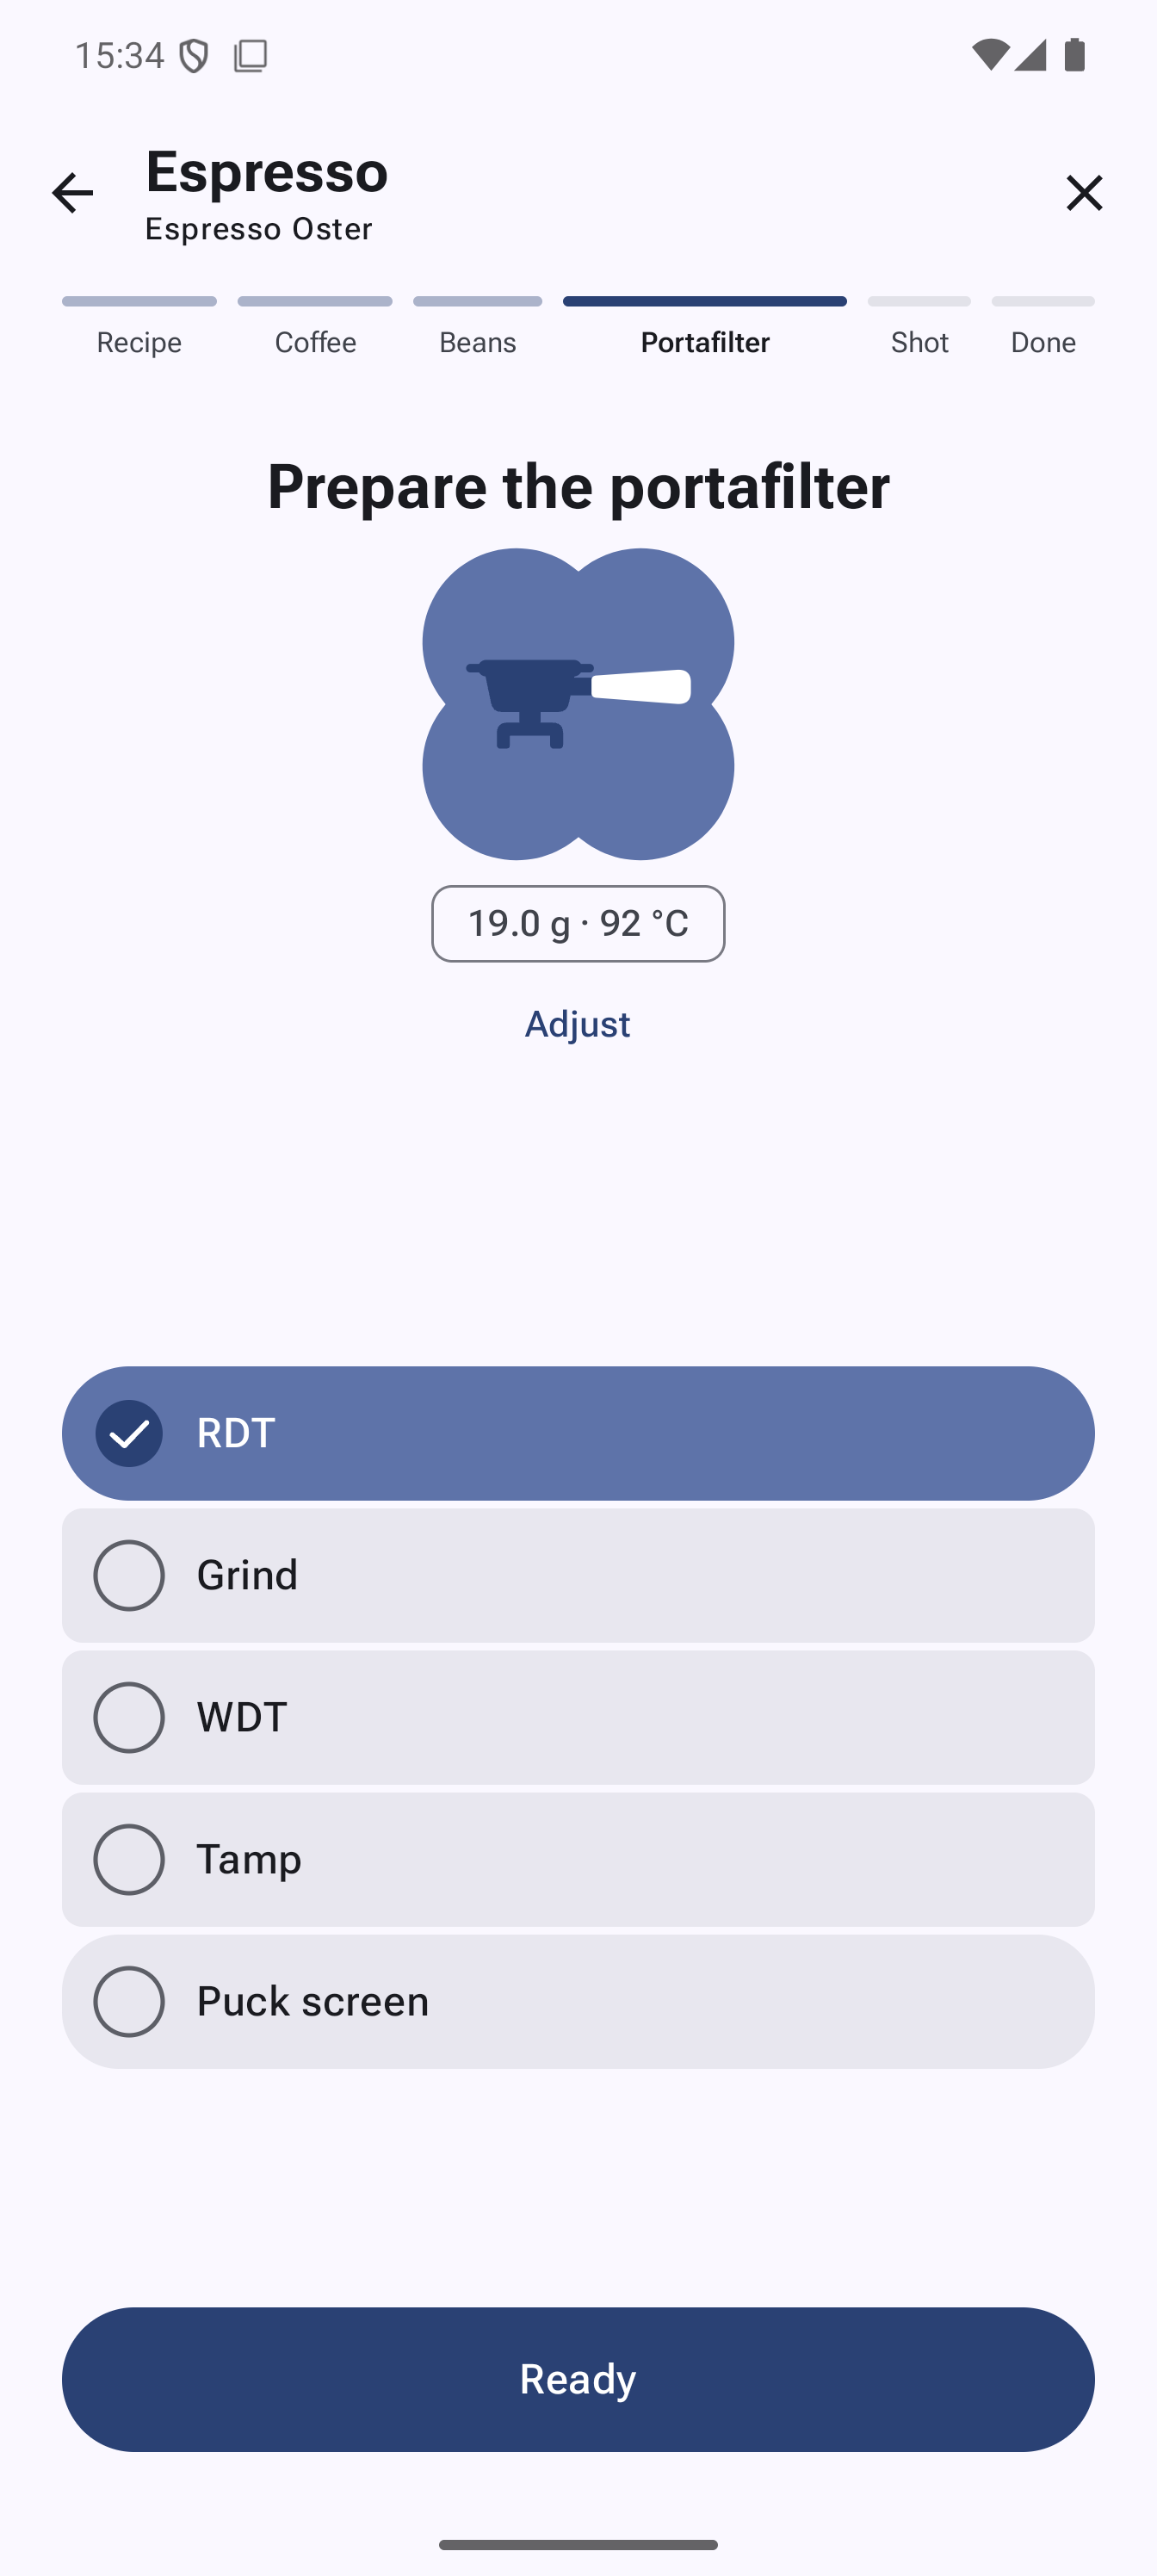 15:34
Espresso
Espresso Oster
Recipe
Coffee
Beans
Portafilter
Shot
Done
Prepare the portafilter
19.0 g · 92 °C
Adjust
RDT
Grind
WDT
Tamp
Puck screen
Ready